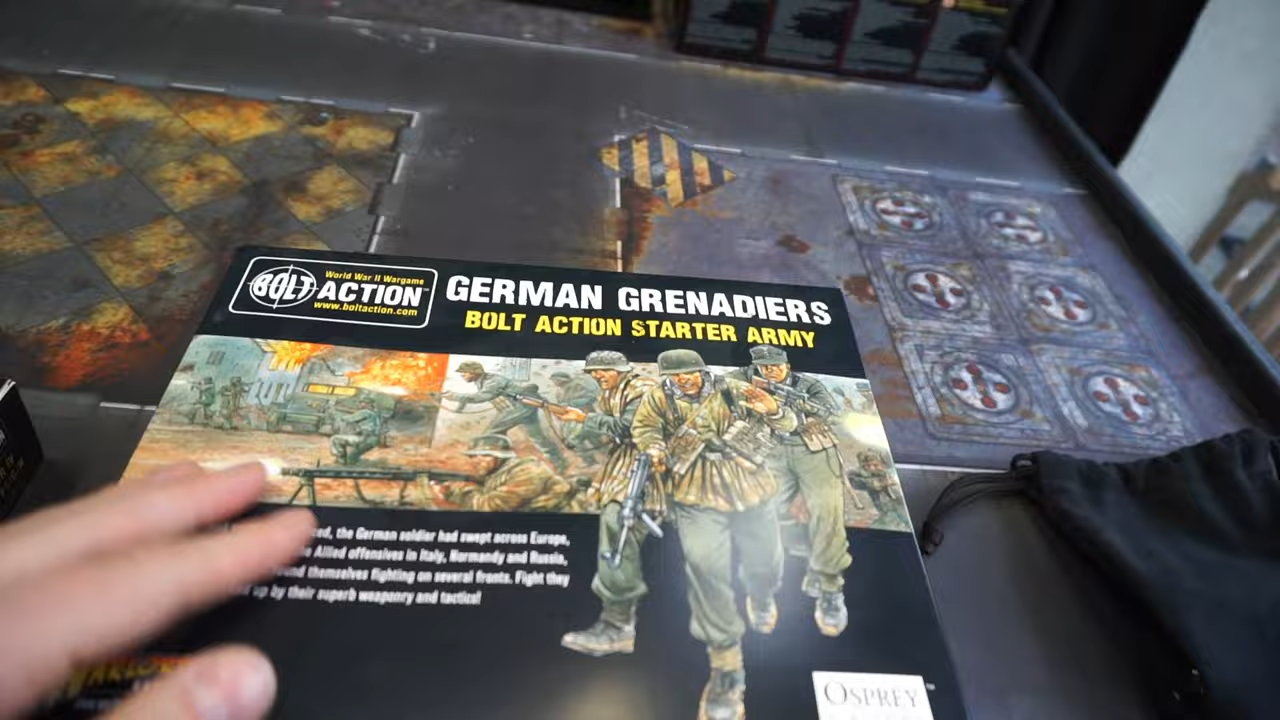 World War II Wargame
BOLT ACTION
www.boltaction.com
GERMAN GRENADIERS
BOLT ACTION STARTER ARMY
the German soldier had swept across Europe,
Allied offensives in Italy, Normandy and Russia,
themselves fighting on several fronts. Fight they
up by their superb weaponry and tactics!
OSPREY